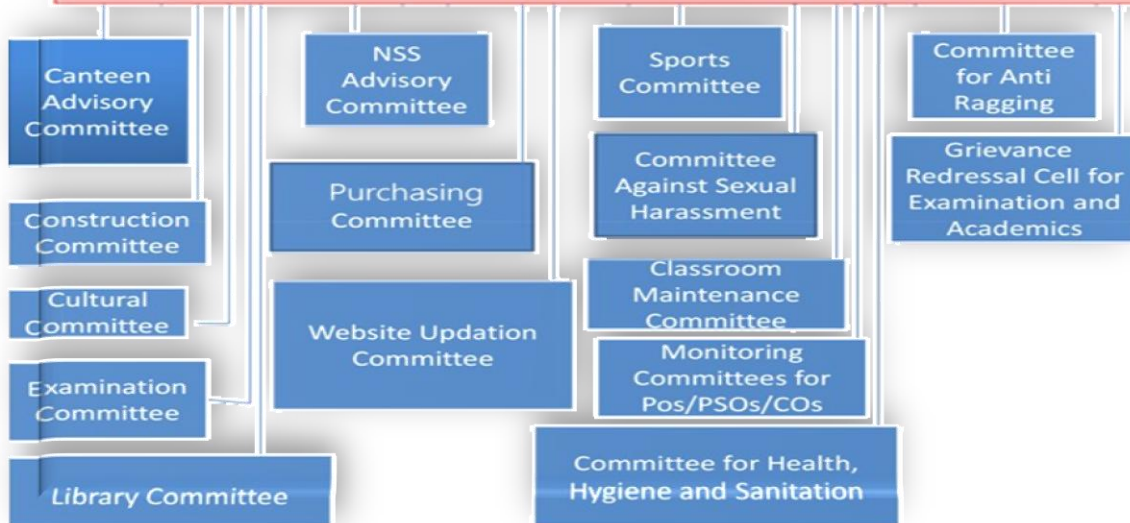 Canteen
Advisory
Committee
Construction
Committee
Cultural
Committee
Examination
Committee
Library Committee
NSS
Advisory
Committee
Purchasing
Committee
Website Updation
Committee
Sports
Committee
Committee
Against Sexual
Harassment
Classroom
Maintenance
Committee
Monitoring
Committees for
Pos/PSOs/COs
Committee for Health,
Hygiene and Sanitation
Committee
for Anti
Ragging
Grievance
Redressal Cell for
Examination and
Academics